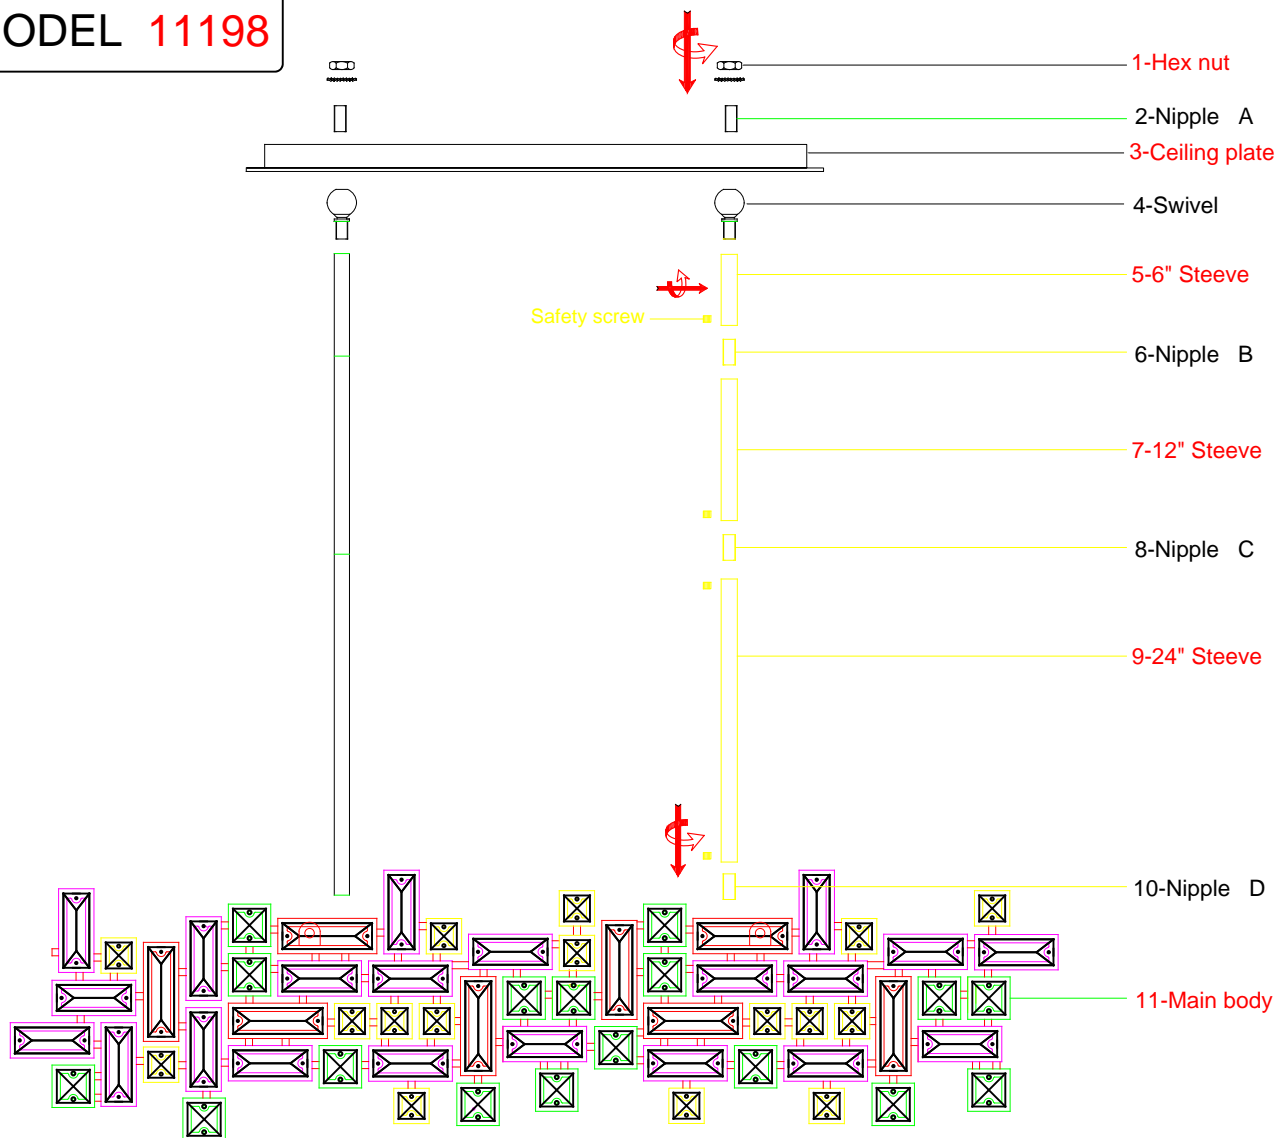 ODEL 11198
1-Hex nut
2-Nipple A
3-Ceiling plate
4-Swivel
5-6" Steeve
Safety screw
6-Nipple B
7-12" Steeve
8-Nipple C
9-24" Steeve
10-Nipple D
11-Main body